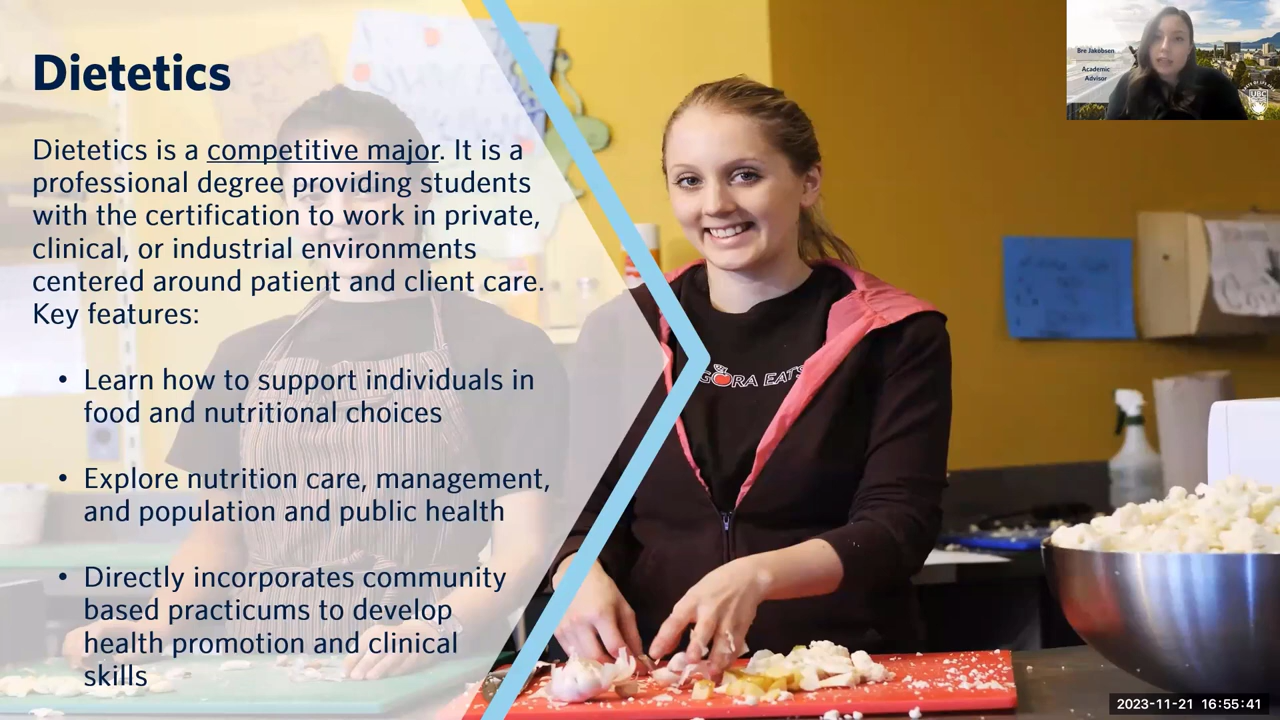 Dietetics
Dietetics is a competitive major. It is a
professional degree providing students
with the certification to work in private,
clinical, or industrial environments
centered around patient and client care.
Key features:
• Learn how to support individuals in
food and nutritional choices
• Explore nutrition care, management,
and population and public health
• Directly incorporates community
based practicums to develop
health promotion and clinical
skills
GORA EATS
Bre Jakobsen
Academic
Advisor
UBC
2023-11-21 16:55:41